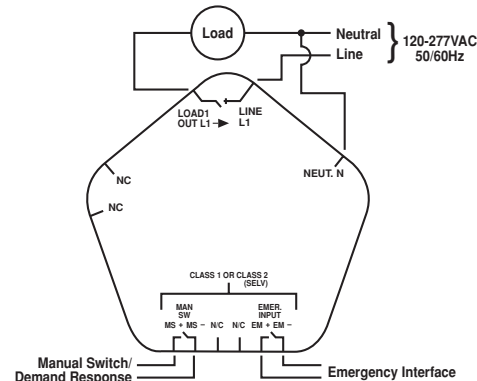 Load
Neutral
Line
120-277VAC
50/60Hz
LOAD1
OUT L1
LINE
L1
NEUT. N
NC
NC
CLASS 1 OR CLASS 2
(SELV)
MAN
SW
EMER.
INPUT
MS + MS – N/C N/C EM + EM –
Manual Switch/
Demand Response
Emergency Interface